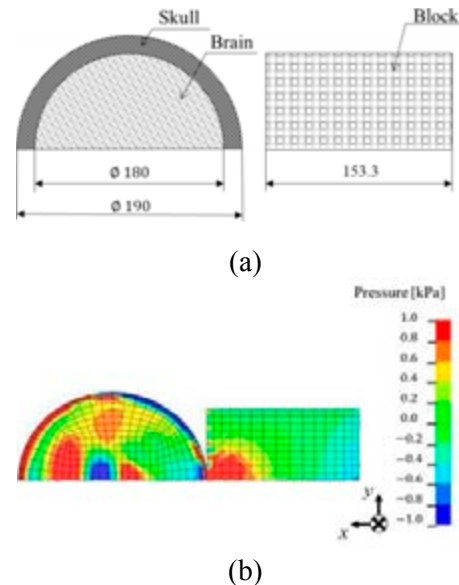 Skull
Brain
Block
Ø 180
153.3
Ø 190
(a)
Pressure [kPa]
1.0
0.8
0.6
0.4
0.2
0.0
−0.2
−0.4
−0.6
−0.8
−1.0
y
x
(b)